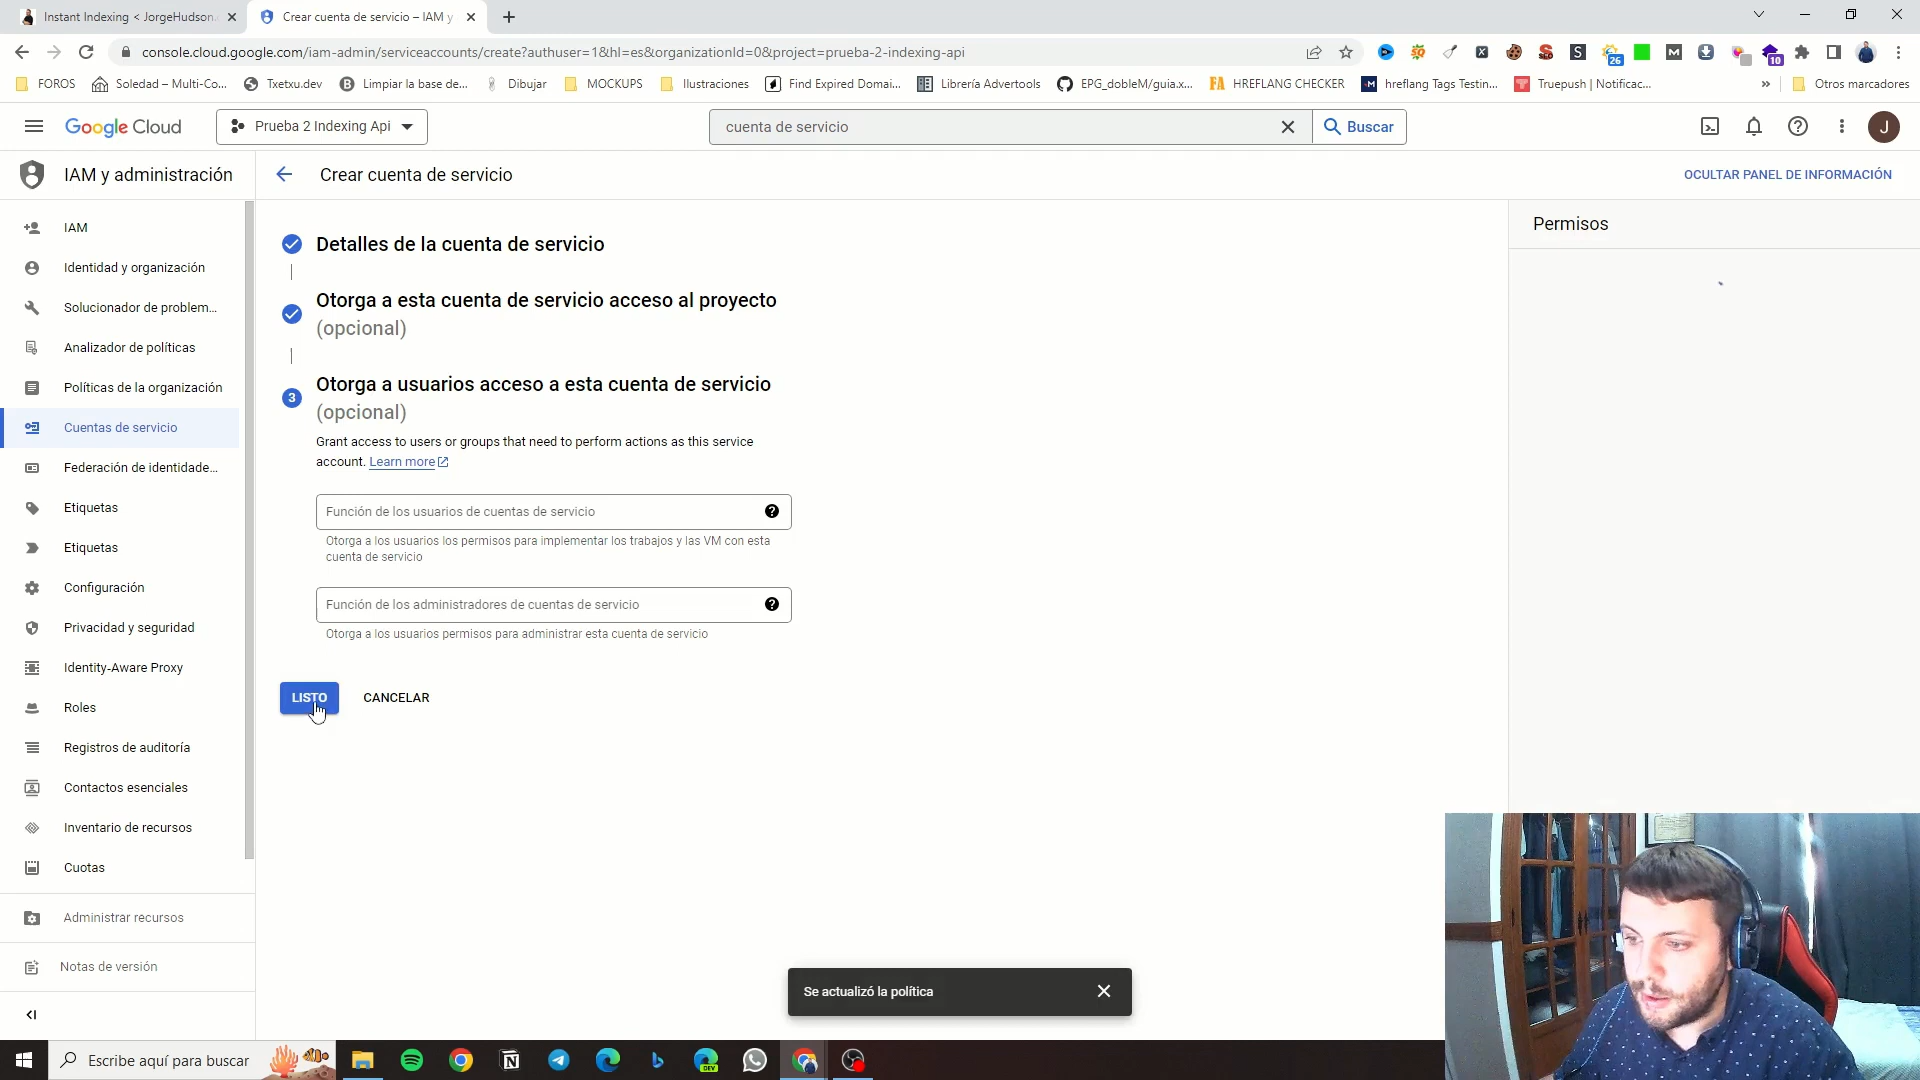 Instant Indexing < JorgeHudson
Crear cuenta de servicio – IAM y
console.cloud.google.com/iam-admin/serviceaccounts/create?authuser=1&hl=es&organizationId=0&project=prueba-2-indexing-api
26
10
FOROS
Soledad – Multi-Co...
Txetxu.dev
Limpiar la base de...
Dibujar
MOCKUPS
Ilustraciones
Find Expired Domai...
Librería Advertools
EPG_dobleM/guia.x...
HREFLANG CHECKER
hreflang Tags Testin...
Truepush | Notificac...
»
Otros marcadores
Google Cloud
Prueba 2 Indexing Api
cuenta de servicio
Buscar
J
IAM y administración
Crear cuenta de servicio
OCULTAR PANEL DE INFORMACIÓN
IAM
Identidad y organización
Solucionador de problem...
Analizador de políticas
Políticas de la organización
Cuentas de servicio
Federación de identidade...
Etiquetas
Etiquetas
Configuración
Privacidad y seguridad
Identity-Aware Proxy
Roles
Registros de auditoría
Contactos esenciales
Inventario de recursos
Cuotas
Administrar recursos
Notas de versión
Detalles de la cuenta de servicio
Otorga a esta cuenta de servicio acceso al proyecto
(opcional)
3
Otorga a usuarios acceso a esta cuenta de servicio
(opcional)
Grant access to users or groups that need to perform actions as this service
account. Learn more
Función de los usuarios de cuentas de servicio
Otorga a los usuarios los permisos para implementar los trabajos y las VM con esta
cuenta de servicio
Función de los administradores de cuentas de servicio
Otorga a los usuarios permisos para administrar esta cuenta de servicio
LISTO
CANCELAR
Permisos
Se actualizó la política
Escribe aquí para buscar
DEV